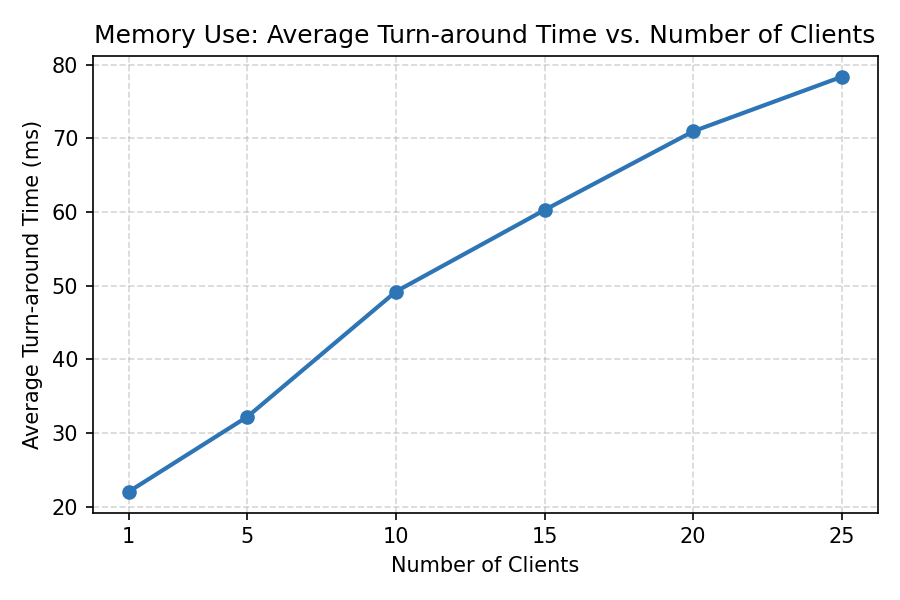 Memory Use: Average Turn-around Time vs. Number of Clients
Average Turn-around Time (ms)
80
70
60
50
40
30
20
1 5 10 15 20 25
Number of Clients